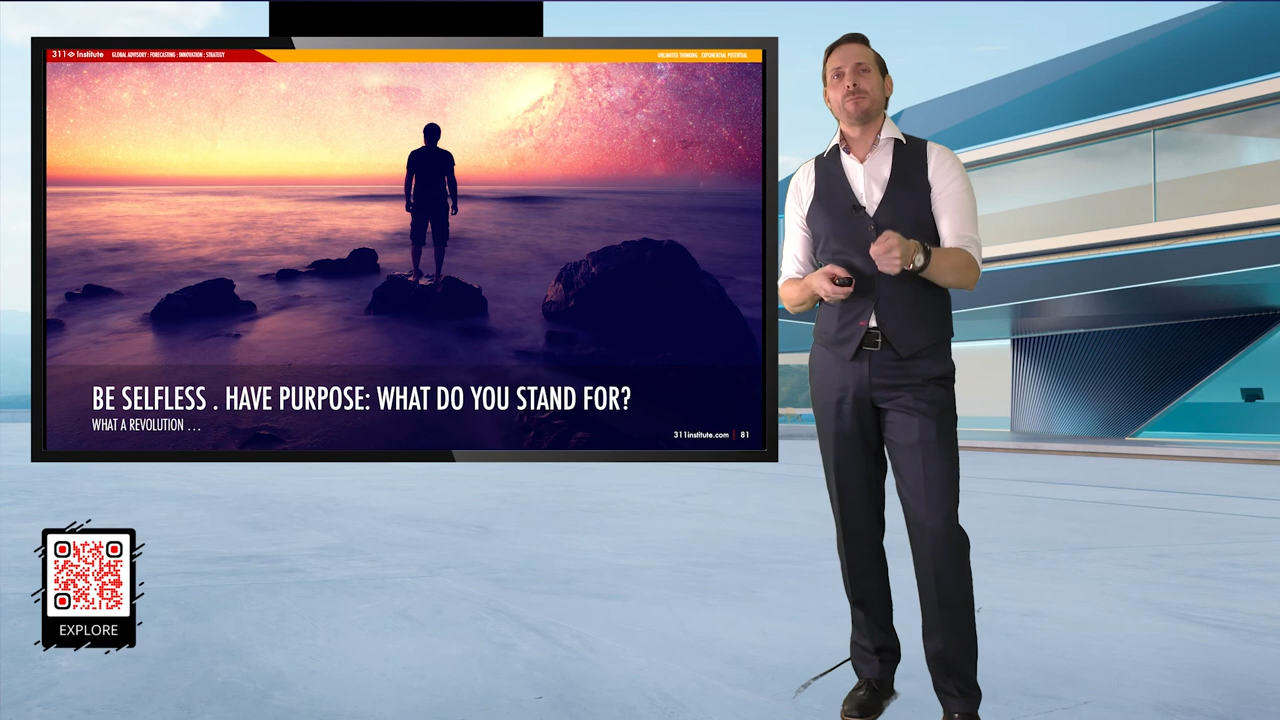 311 Institute
GLOBAL ADVISORY : FORECASTING : INNOVATION : STRATEGY
UNLIMITED THINKING . EXPONENTIAL POTENTIAL
BE SELFLESS . HAVE PURPOSE: WHAT DO YOU STAND FOR?
WHAT A REVOLUTION ...
311institute.com | 81
EXPLORE